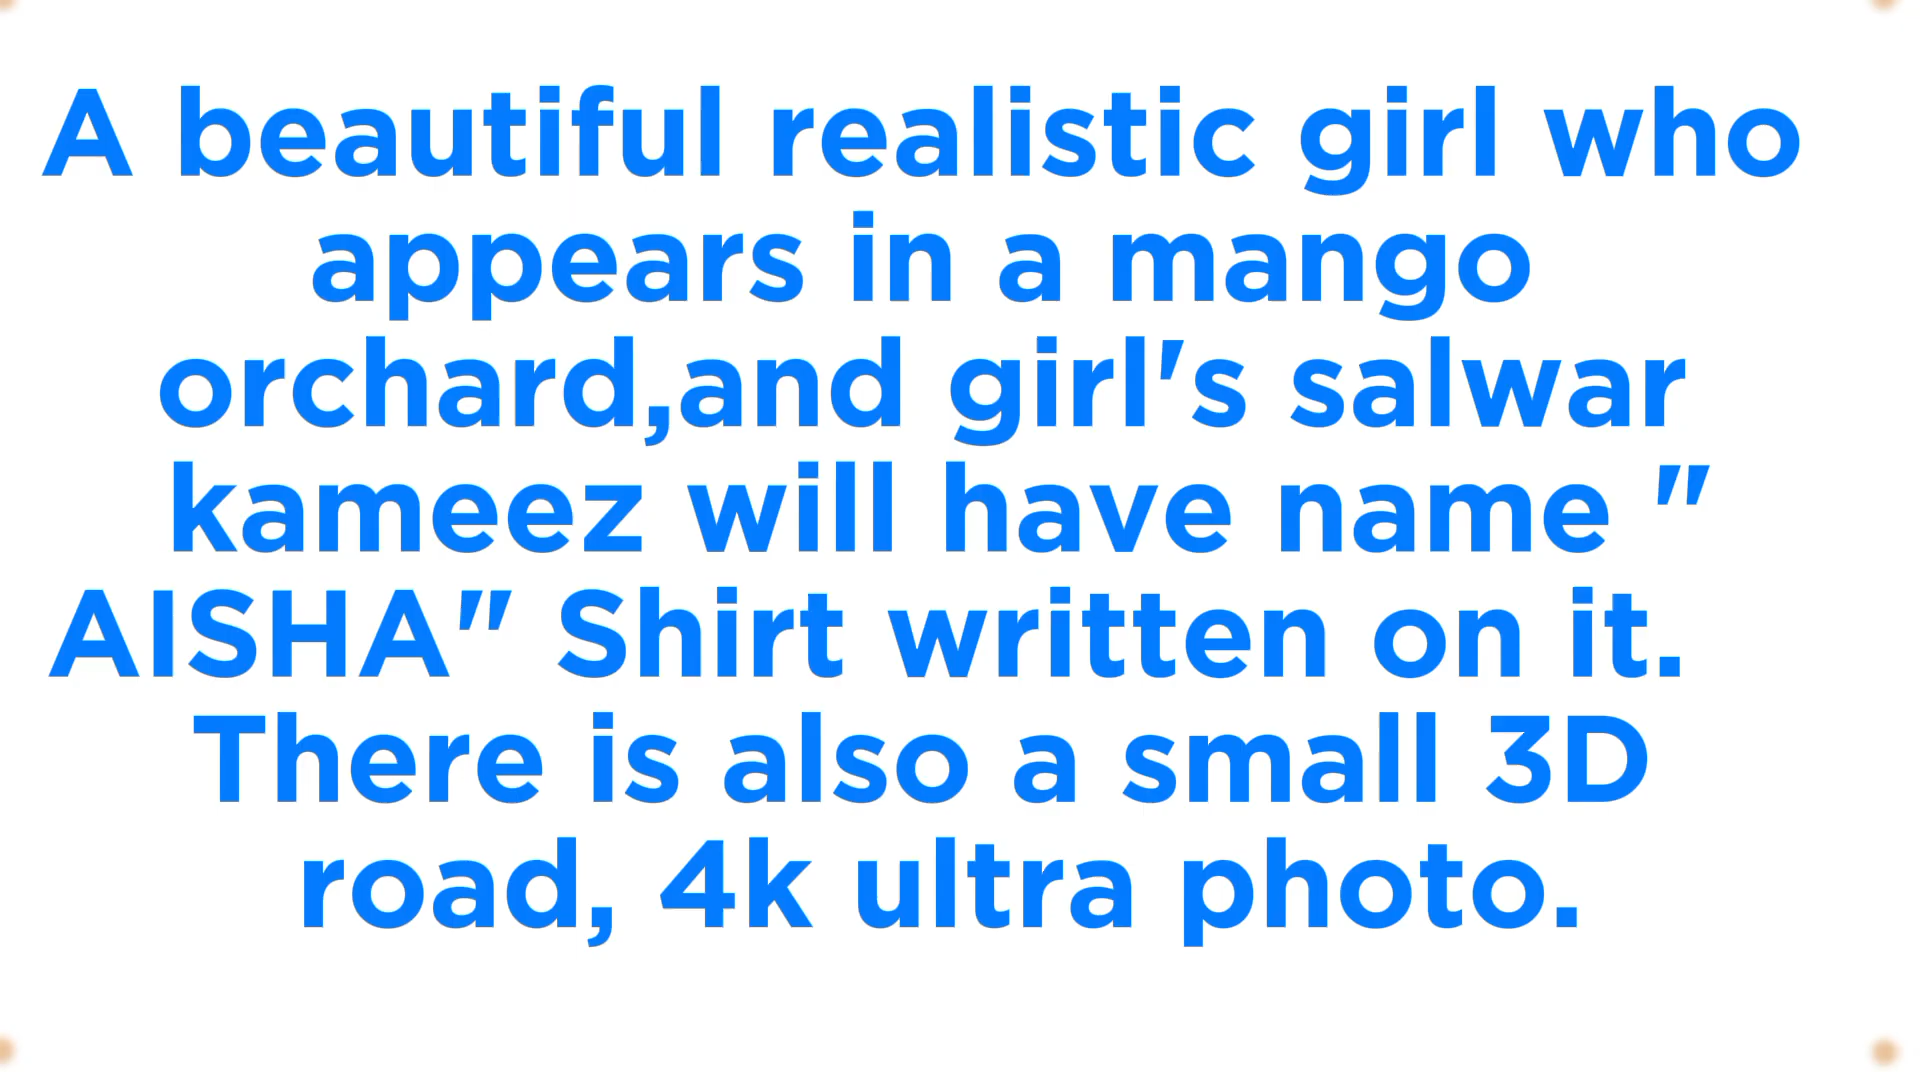 A beautiful realistic girl who
appears in a mango
orchard,and girl's salwar
kameez will have name "
AISHA" Shirt written on it.
There is also a small 3D
road, 4k ultra photo.